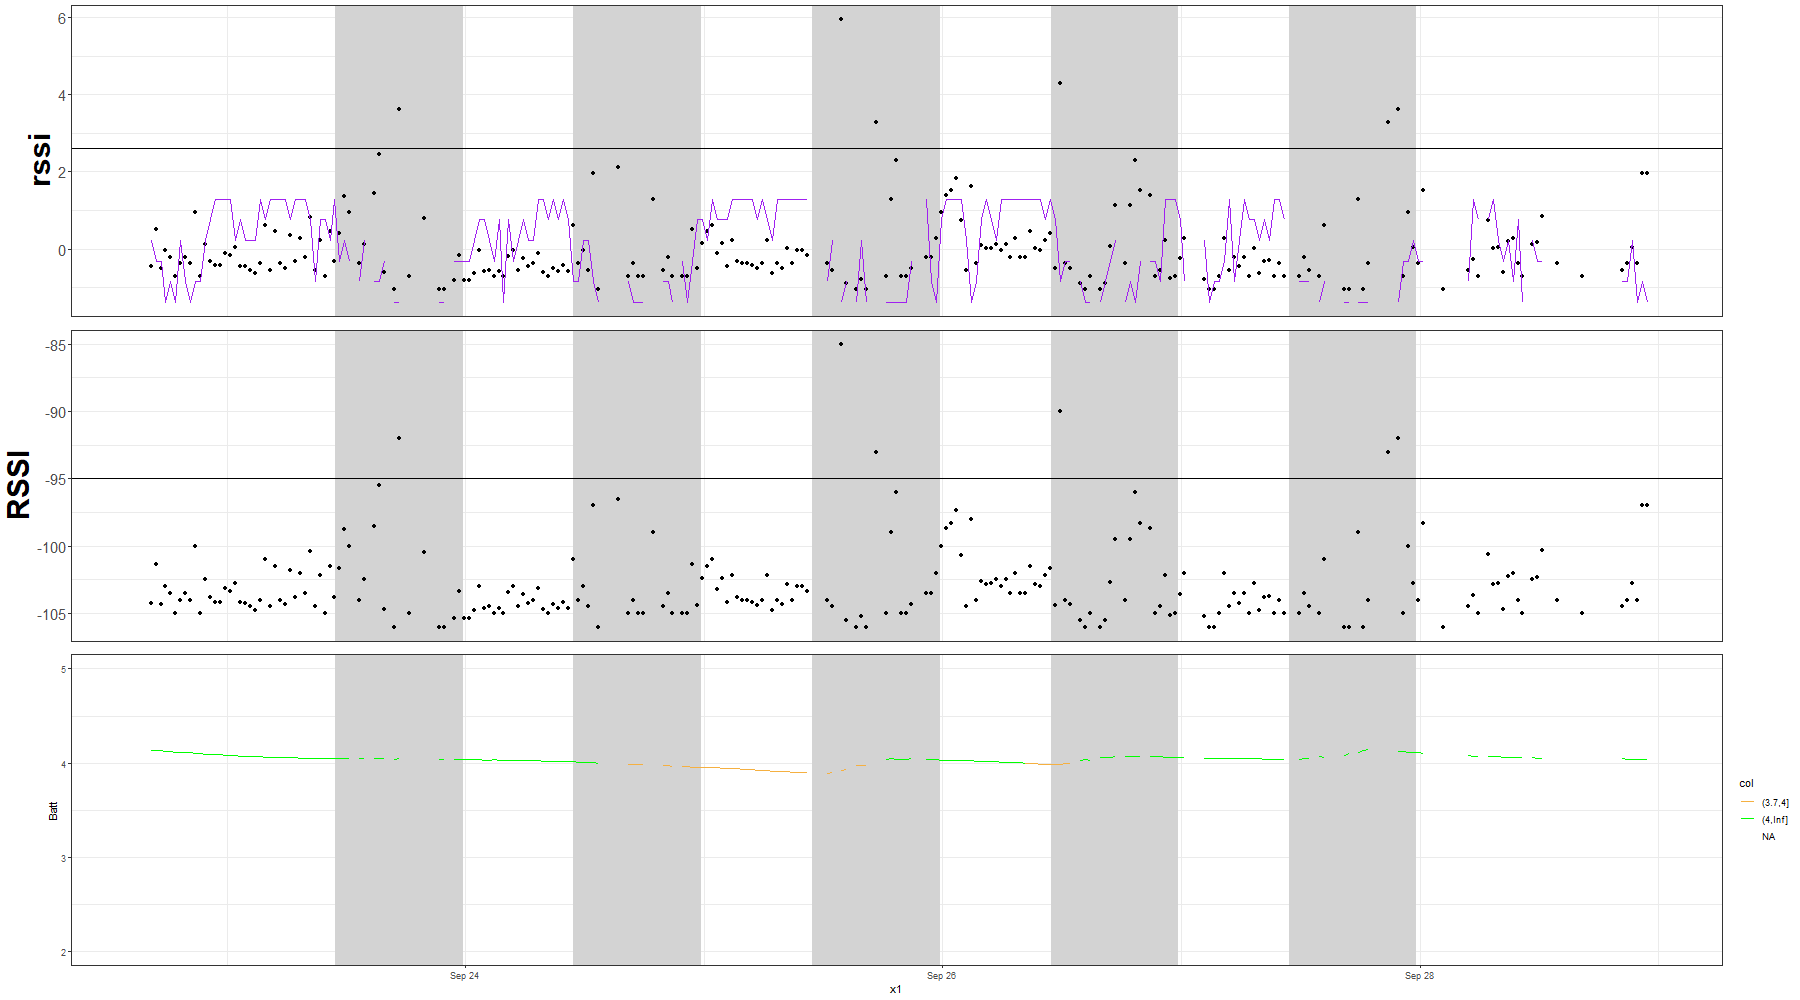 6
4
2
0
rssi
-85
-90
-95
-100
-105
RSSI
5
4
3
2
Batt
Sep 24
Sep 26
Sep 28
x1
col
(3.7,4]
(4,Inf]
NA